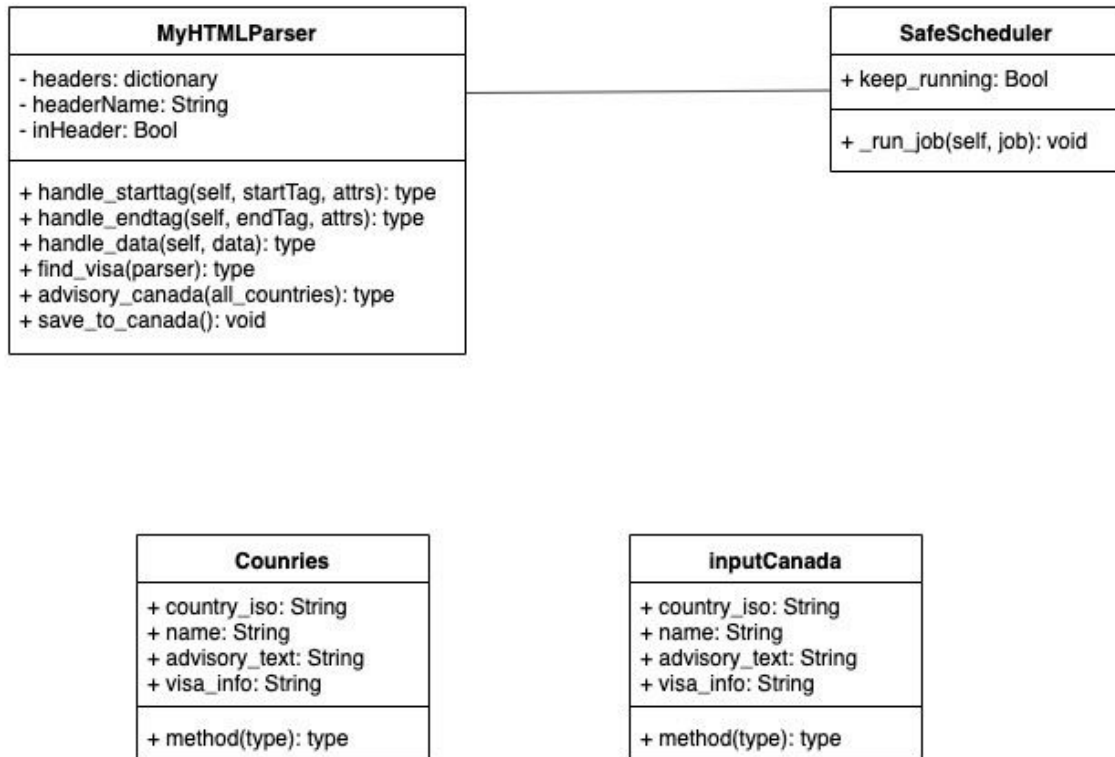 MyHTMLParser
- headers: dictionary
- headerName: String
- inHeader: Bool
+ handle_starttag(self, startTag, attrs): type
+ handle_endtag(self, endTag, attrs): type
+ handle_data(self, data): type
+ find_visa(parser): type
+ advisory_canada(all_countries): type
+ save_to_canada(): void
SafeScheduler
+ keep_running: Bool
+ _run_job(self, job): void
Counries
+ country_iso: String
+ name: String
+ advisory_text: String
+ visa_info: String
+ method(type): type
inputCanada
+ country_iso: String
+ name: String
+ advisory_text: String
+ visa_info: String
+ method(type): type